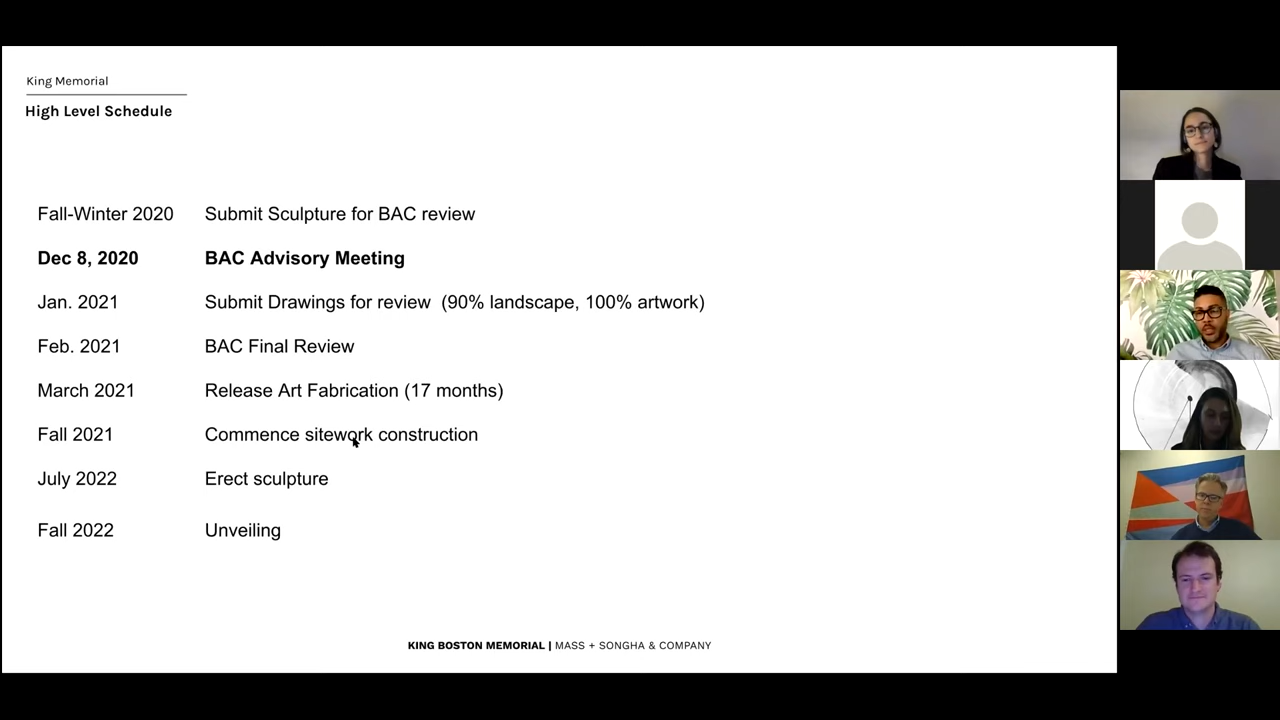 King Memorial
High Level Schedule
Fall-Winter 2020 Submit Sculpture for BAC review
Dec 8, 2020 BAC Advisory Meeting
Jan. 2021 Submit Drawings for review (90% landscape, 100% artwork)
Feb. 2021 BAC Final Review
March 2021 Release Art Fabrication (17 months)
Fall 2021 Commence sitework construction
July 2022 Erect sculpture
Fall 2022 Unveiling
KING BOSTON MEMORIAL | MASS + SONGHA & COMPANY